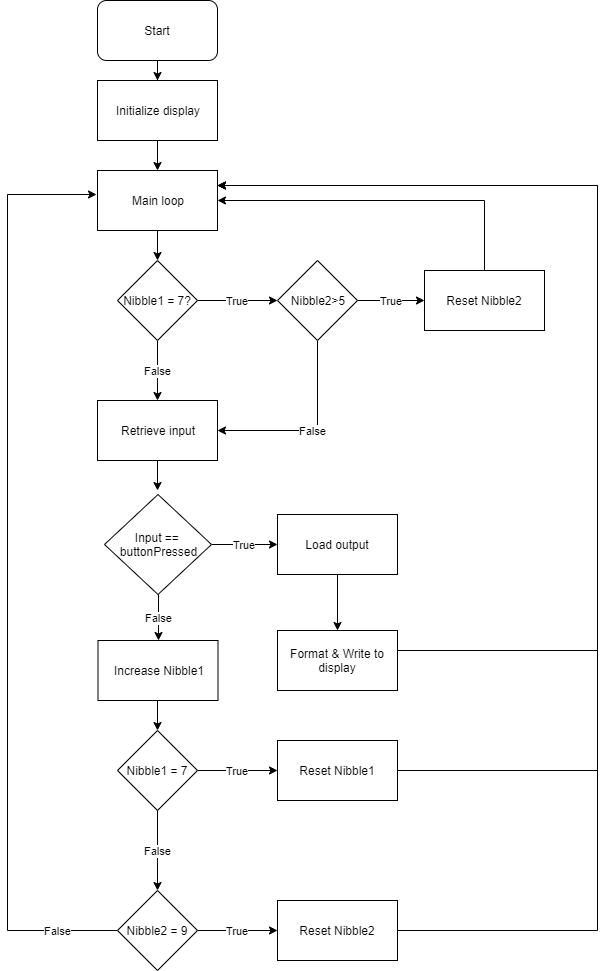 Start
Initialize display
Main loop
Nibble1 = 7?
True
Nibble2>5
True
Reset Nibble2
False
Retrieve input
False
Input ==
buttonPressed
True
Load output
False
Format & Write to
display
Increase Nibble1
Nibble1 = 7
True
Reset Nibble1
False
False
Nibble2 = 9
True
Reset Nibble2